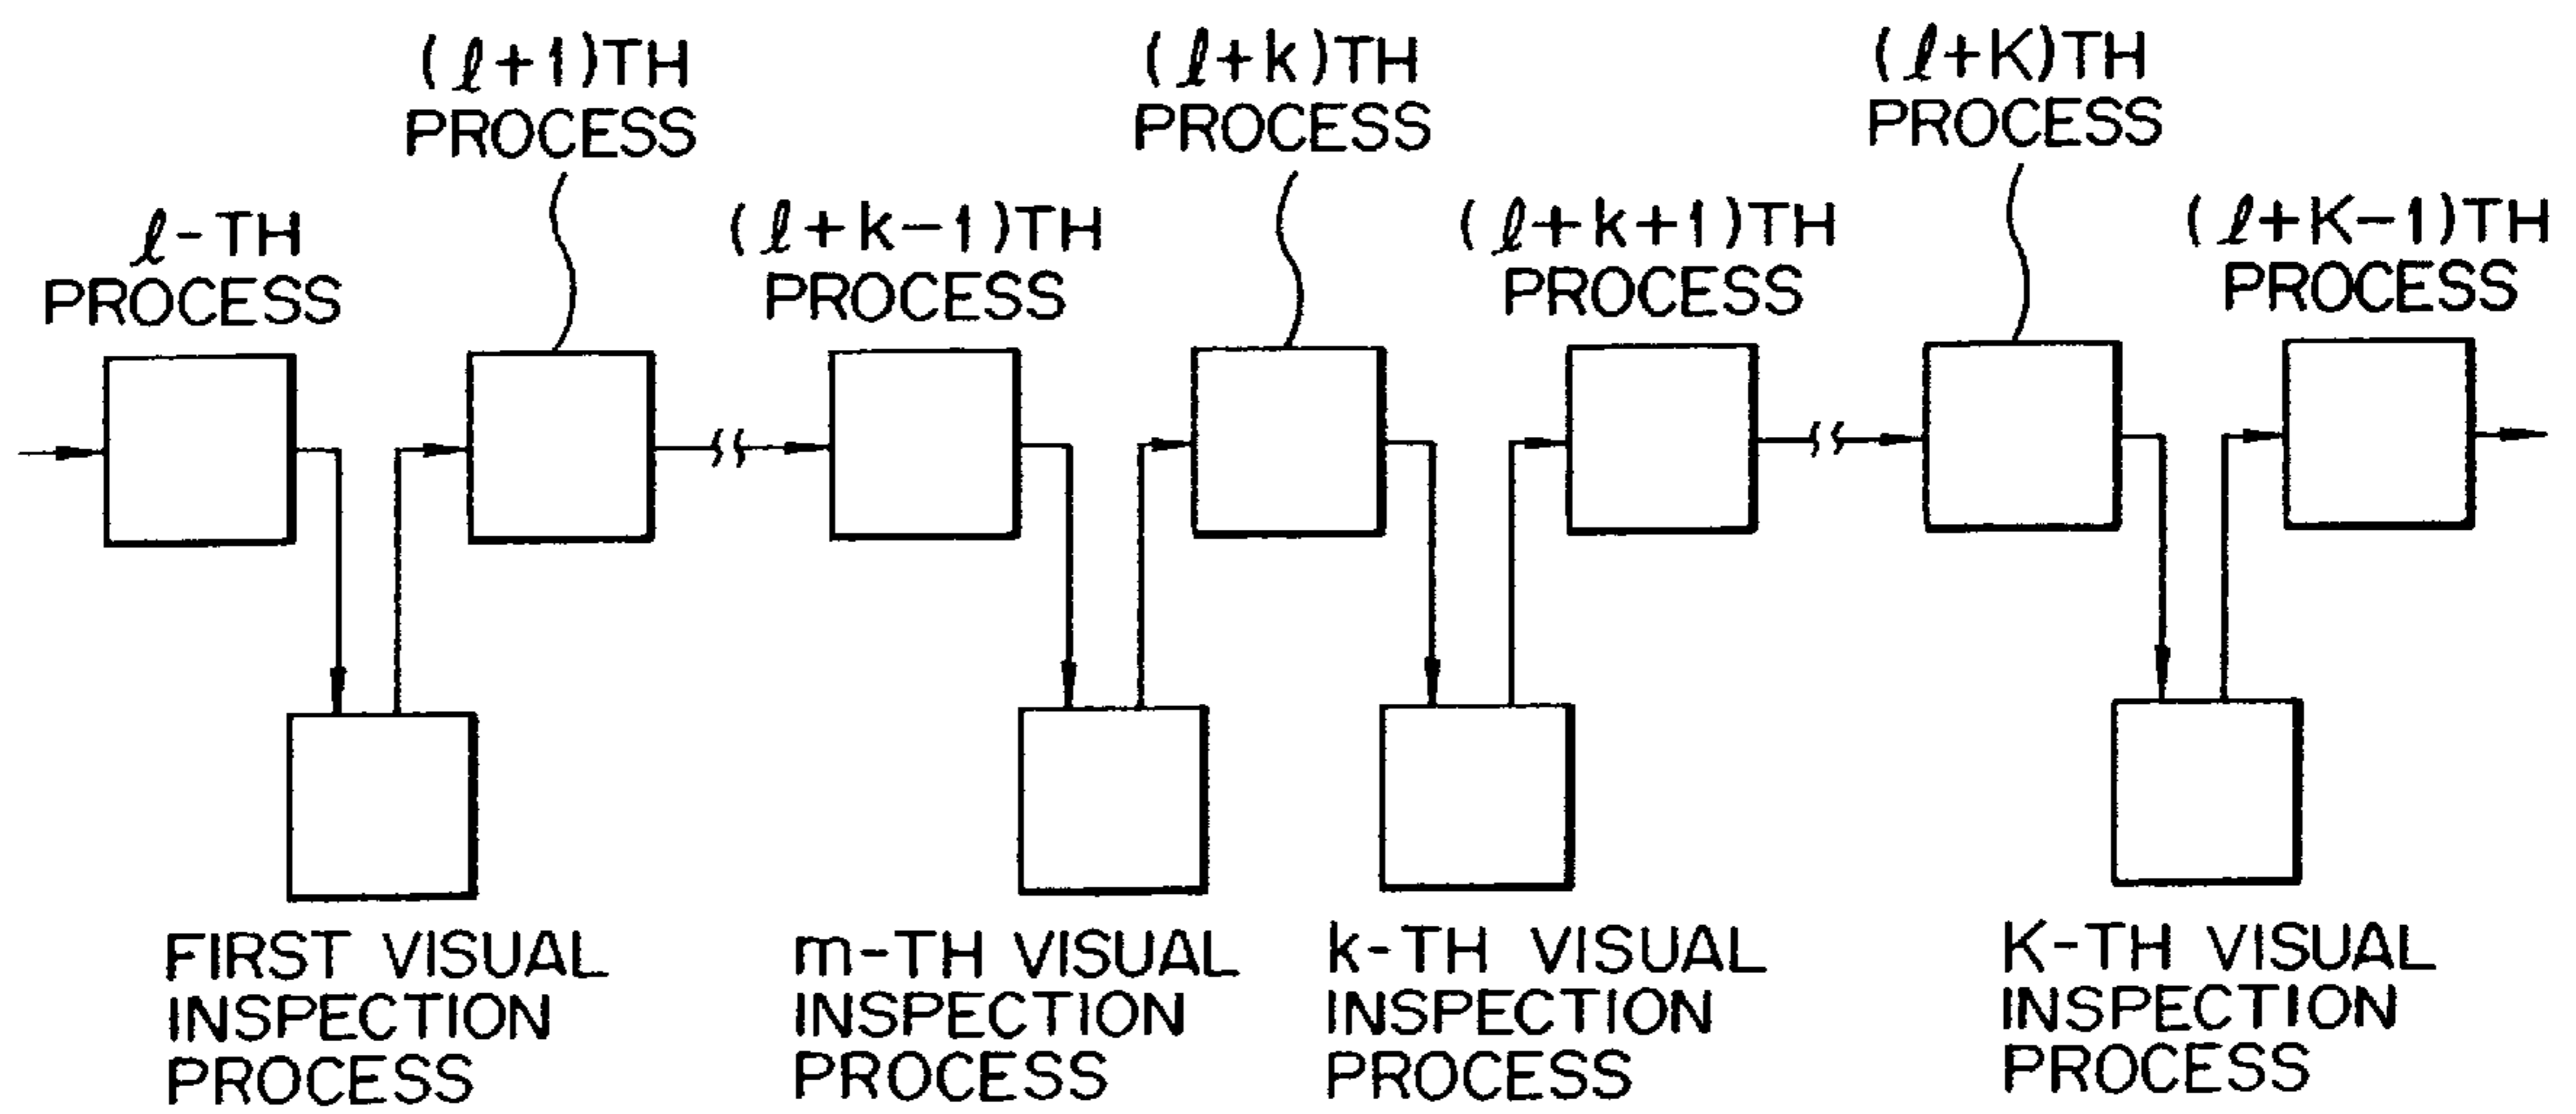 ℓ-TH
PROCESS
(ℓ+1)TH
PROCESS
(ℓ+k-1)TH
PROCESS
(ℓ+k)TH
PROCESS
(ℓ+k+1)TH
PROCESS
(ℓ+K)TH
PROCESS
(ℓ+K-1)TH
PROCESS
FIRST VISUAL
INSPECTION
PROCESS
m-TH VISUAL
INSPECTION
PROCESS
k-TH VISUAL
INSPECTION
PROCESS
K-TH VISUAL
INSPECTION
PROCESS